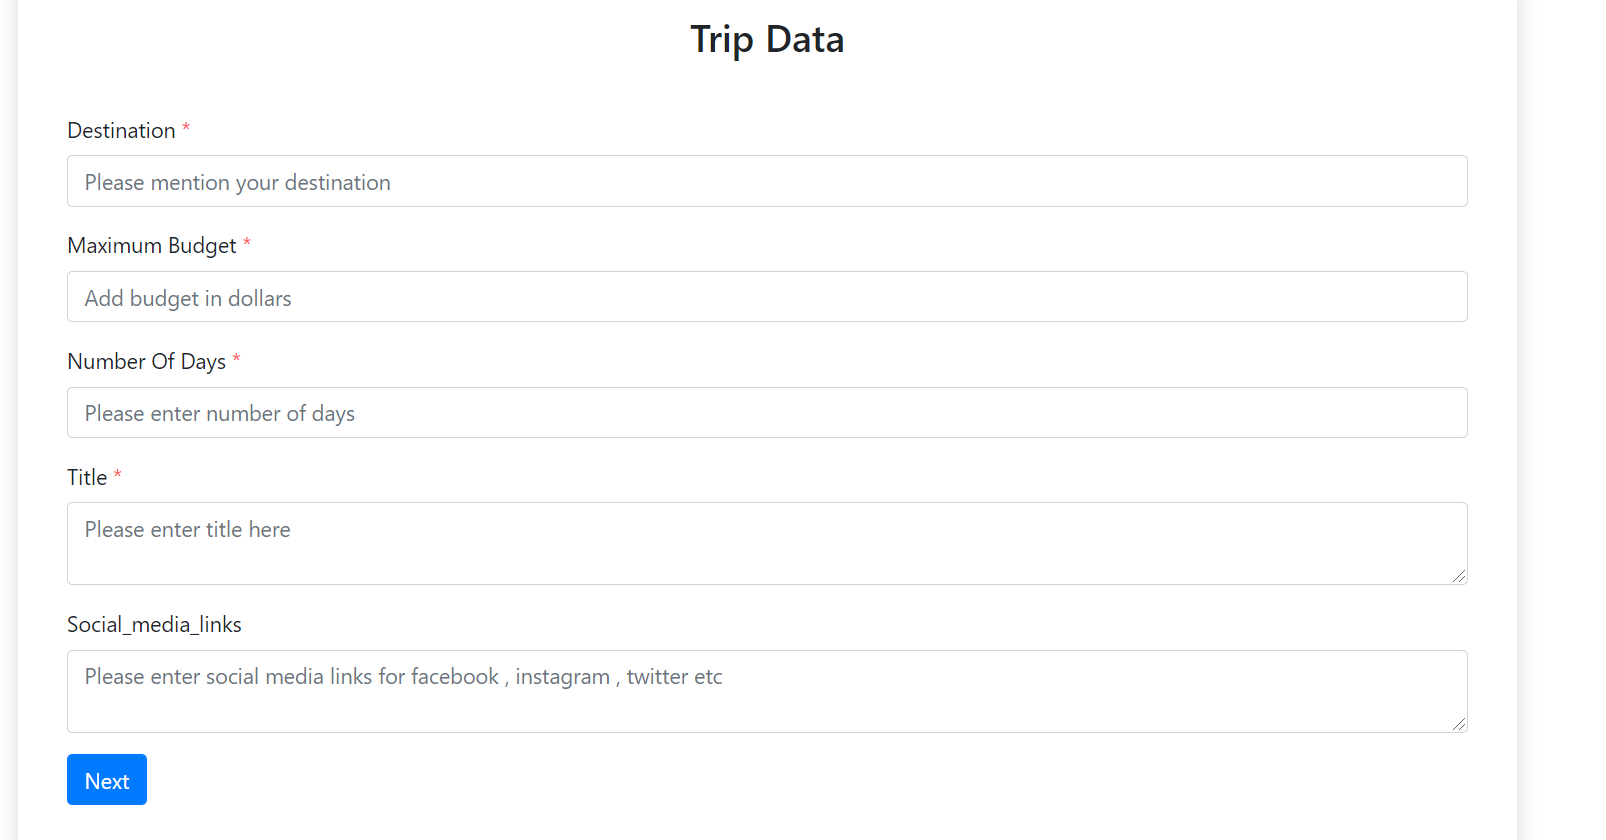 Trip Data
Destination *
Please mention your destination
Maximum Budget *
Add budget in dollars
Number Of Days *
Please enter number of days
Title *
Please enter title here
Social_media_links
Please enter social media links for facebook , instagram , twitter etc
Next